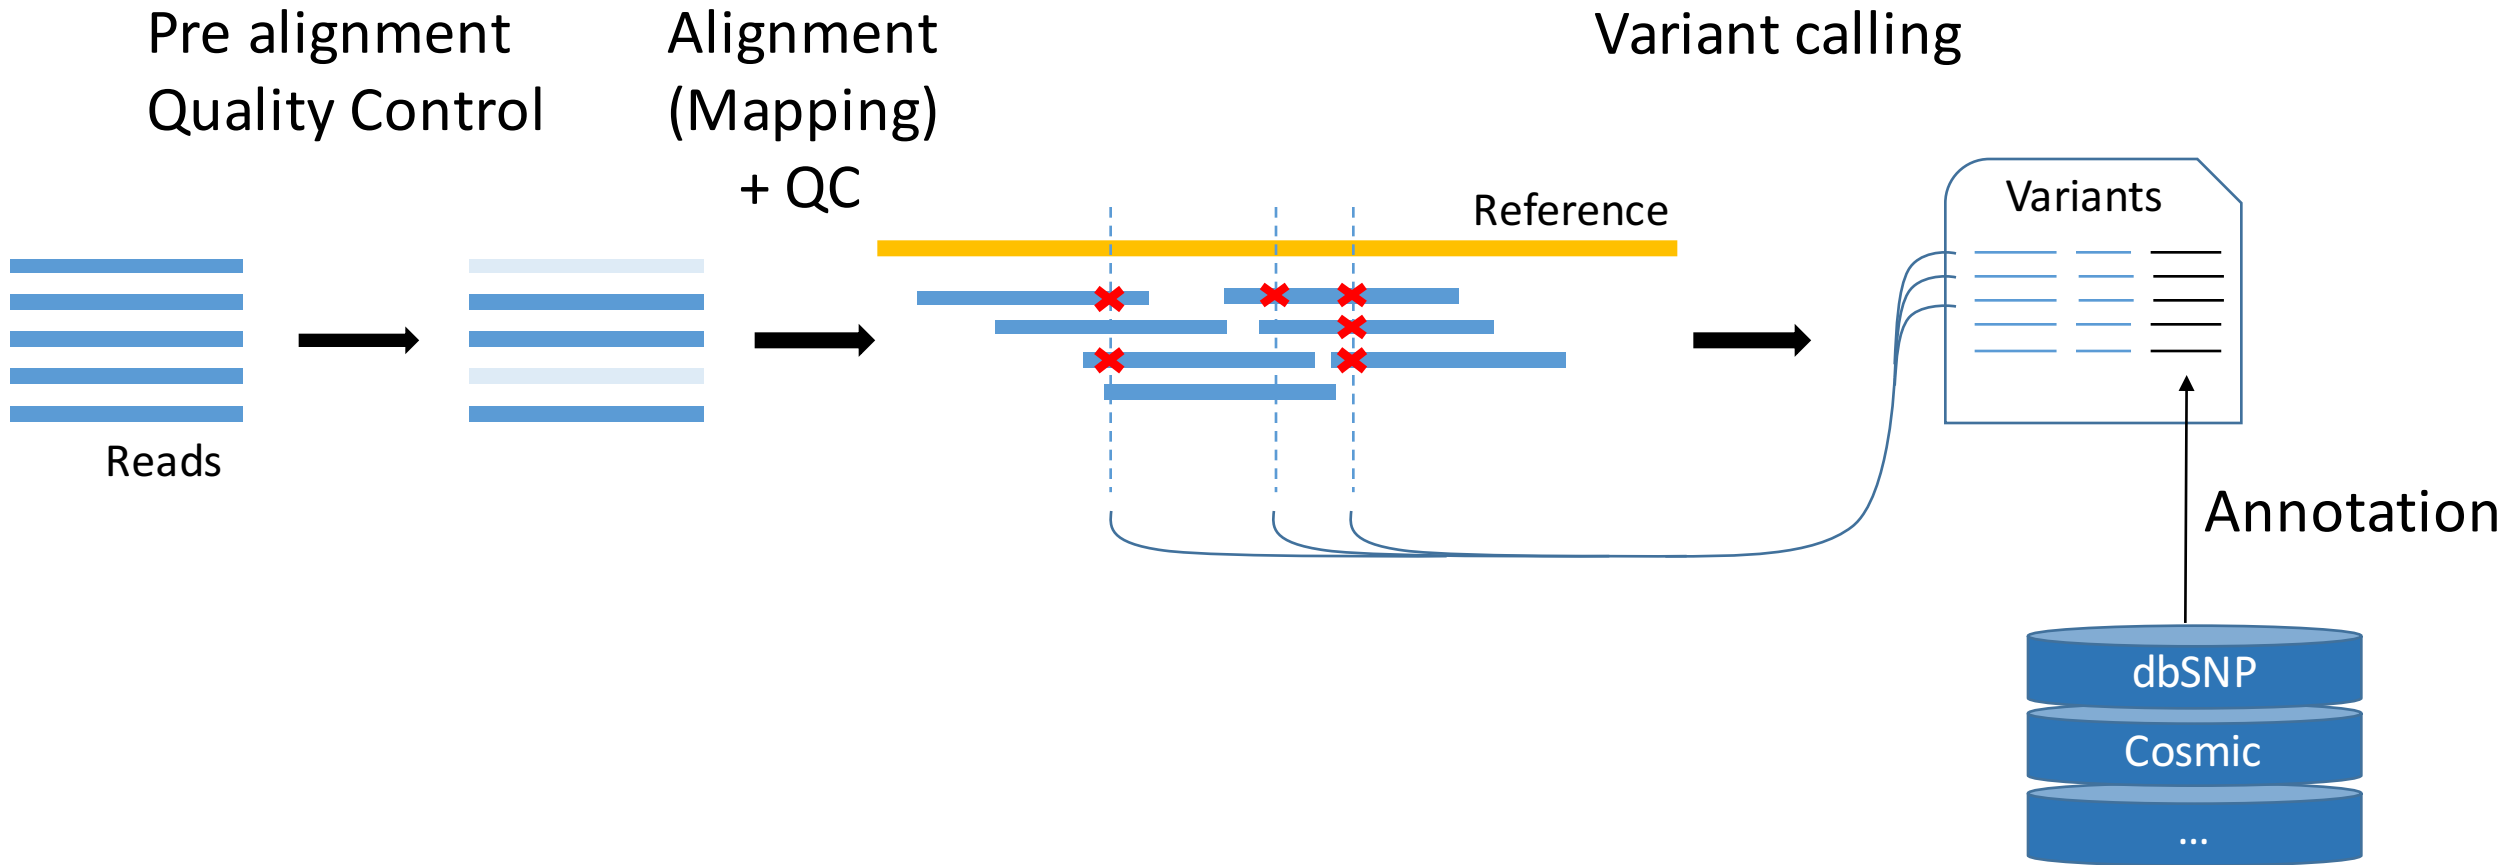 Pre alignment
Quality Control
Alignment
(Mapping)
+ QC
Variant calling
Reference
Variants
Reads
Annotation
dbSNP
Cosmic
...